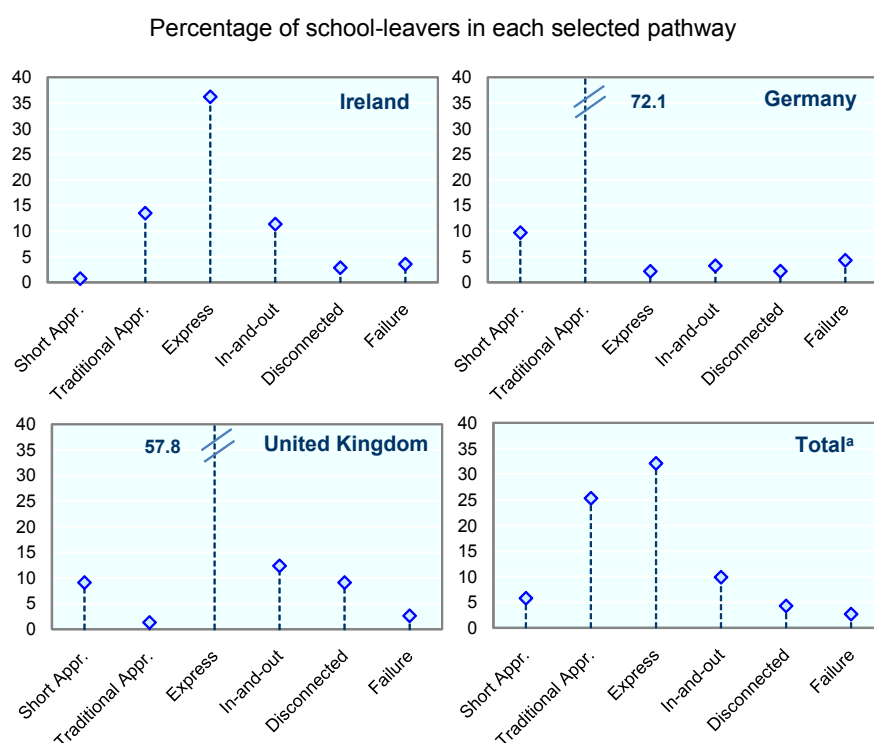 Percentage of school-leavers in each selected pathway
40
35
30
25
20
15
10
5
0
Ireland
Short Appr.
Traditional Appr.
Express
In-and-out
Disconnected
Failure
40
35
30
25
20
15
10
5
0
72.1
Germany
Short Appr.
Traditional Appr.
Express
In-and-out
Disconnected
Failure
40
35
30
25
20
15
10
5
0
57.8
United Kingdom
Short Appr.
Traditional Appr.
Express
In-and-out
Disconnected
Failure
40
35
30
25
20
15
10
5
0
Totalᵃ
Short Appr.
Traditional Appr.
Express
In-and-out
Disconnected
Failure